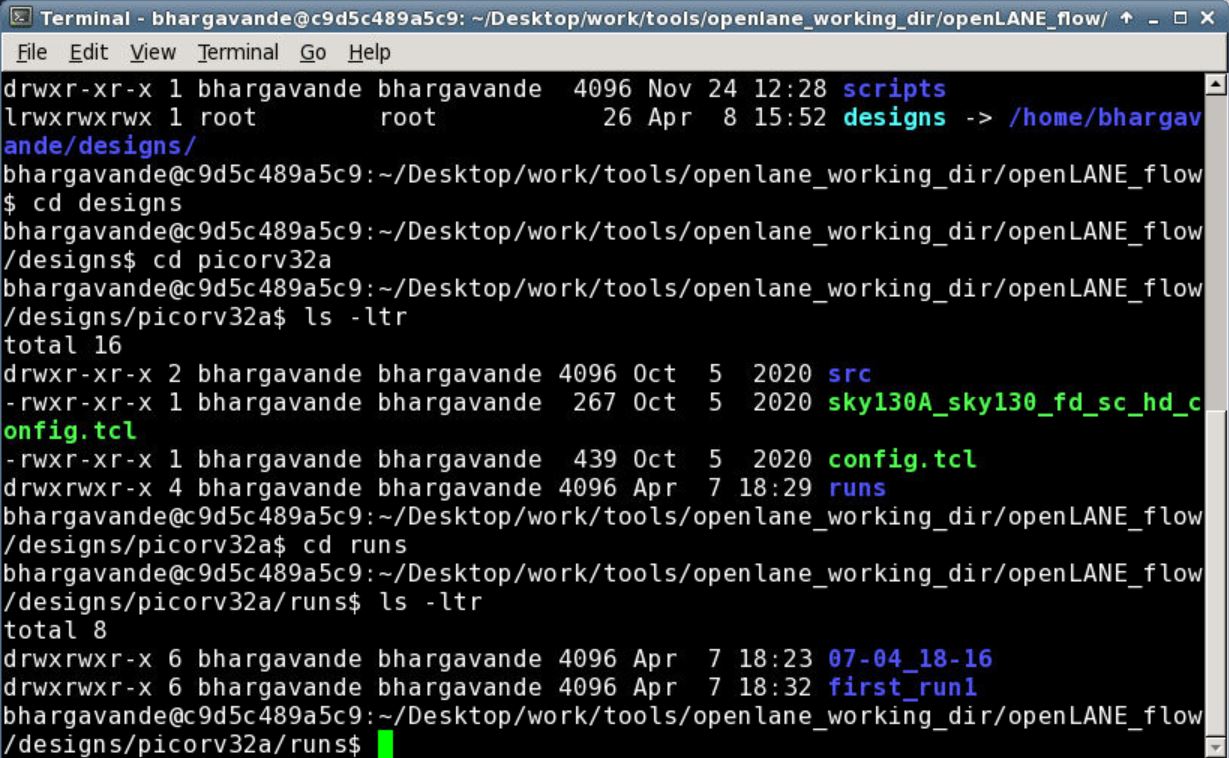 Terminal - bhargavande@c9d5c489a5c9: ~/Desktop/work/tools/openlane_working_dir/openLANE_flow/
File Edit View Terminal Go Help
drwxr-xr-x 1 bhargavande bhargavande  4096 Nov 24 12:28 scripts
lrwxrwxrwx 1 root        root           26 Apr  8 15:52 designs -> /home/bhargav
ande/designs/
bhargavande@c9d5c489a5c9:~/Desktop/work/tools/openlane_working_dir/openLANE_flow
$ cd designs
bhargavande@c9d5c489a5c9:~/Desktop/work/tools/openlane_working_dir/openLANE_flow
/designs$ cd picorv32a
bhargavande@c9d5c489a5c9:~/Desktop/work/tools/openlane_working_dir/openLANE_flow
/designs/picorv32a$ ls -ltr
total 16
drwxr-xr-x 2 bhargavande bhargavande 4096 Oct  5  2020 src
-rwxr-xr-x 1 bhargavande bhargavande  267 Oct  5  2020 sky130A_sky130_fd_sc_hd_c
onfig.tcl
-rwxr-xr-x 1 bhargavande bhargavande  439 Oct  5  2020 config.tcl
drwxrwxr-x 4 bhargavande bhargavande 4096 Apr  7 18:29 runs
bhargavande@c9d5c489a5c9:~/Desktop/work/tools/openlane_working_dir/openLANE_flow
/designs/picorv32a$ cd runs
bhargavande@c9d5c489a5c9:~/Desktop/work/tools/openlane_working_dir/openLANE_flow
/designs/picorv32a/runs$ ls -ltr
total 8
drwxrwxr-x 6 bhargavande bhargavande 4096 Apr  7 18:23 07-04_18-16
drwxrwxr-x 6 bhargavande bhargavande 4096 Apr  7 18:32 first_run1
bhargavande@c9d5c489a5c9:~/Desktop/work/tools/openlane_working_dir/openLANE_flow
/designs/picorv32a/runs$